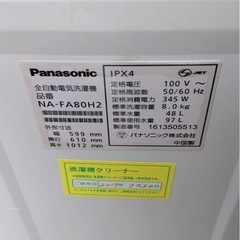 Panasonic
全自動電気洗濯機
品番
NA-FA80H2
外形寸法
幅 599 mm
奥行 610 mm
高さ 1012 mm
IPX4
JET
定格電圧 100 V~
定格周波数 50/60 Hz
定格消費電力 345 W
標準洗濯容量 8.0 kg
標準水量 48 L
標準使用水量 97 L
製造番号 1613505513
パナソニック株式会社
中国製
洗濯槽クリーナー